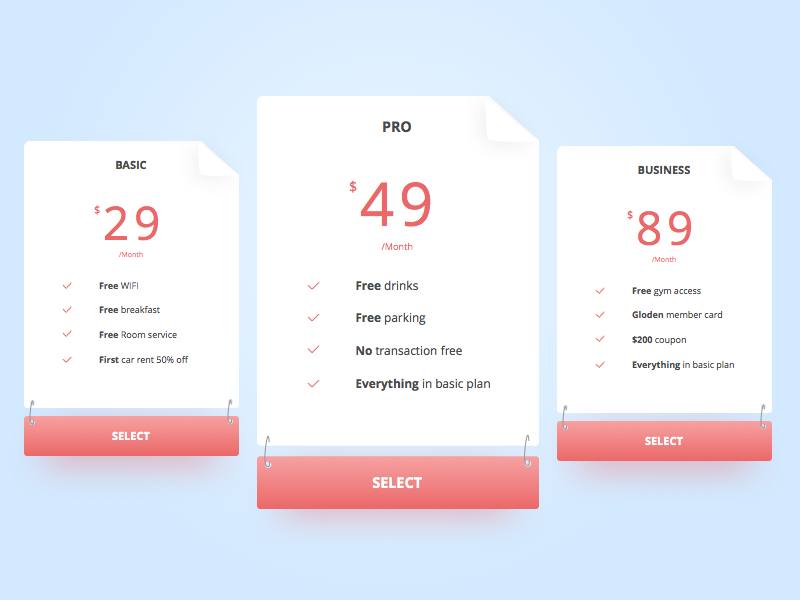 BASIC
$29
/Month
Free WIFI
Free breakfast
Free Room service
First car rent 50% off
SELECT
PRO
$49
/Month
Free drinks
Free parking
No transaction free
Everything in basic plan
SELECT
BUSINESS
$89
/Month
Free gym access
Gloden member card
$200 coupon
Everything in basic plan
SELECT